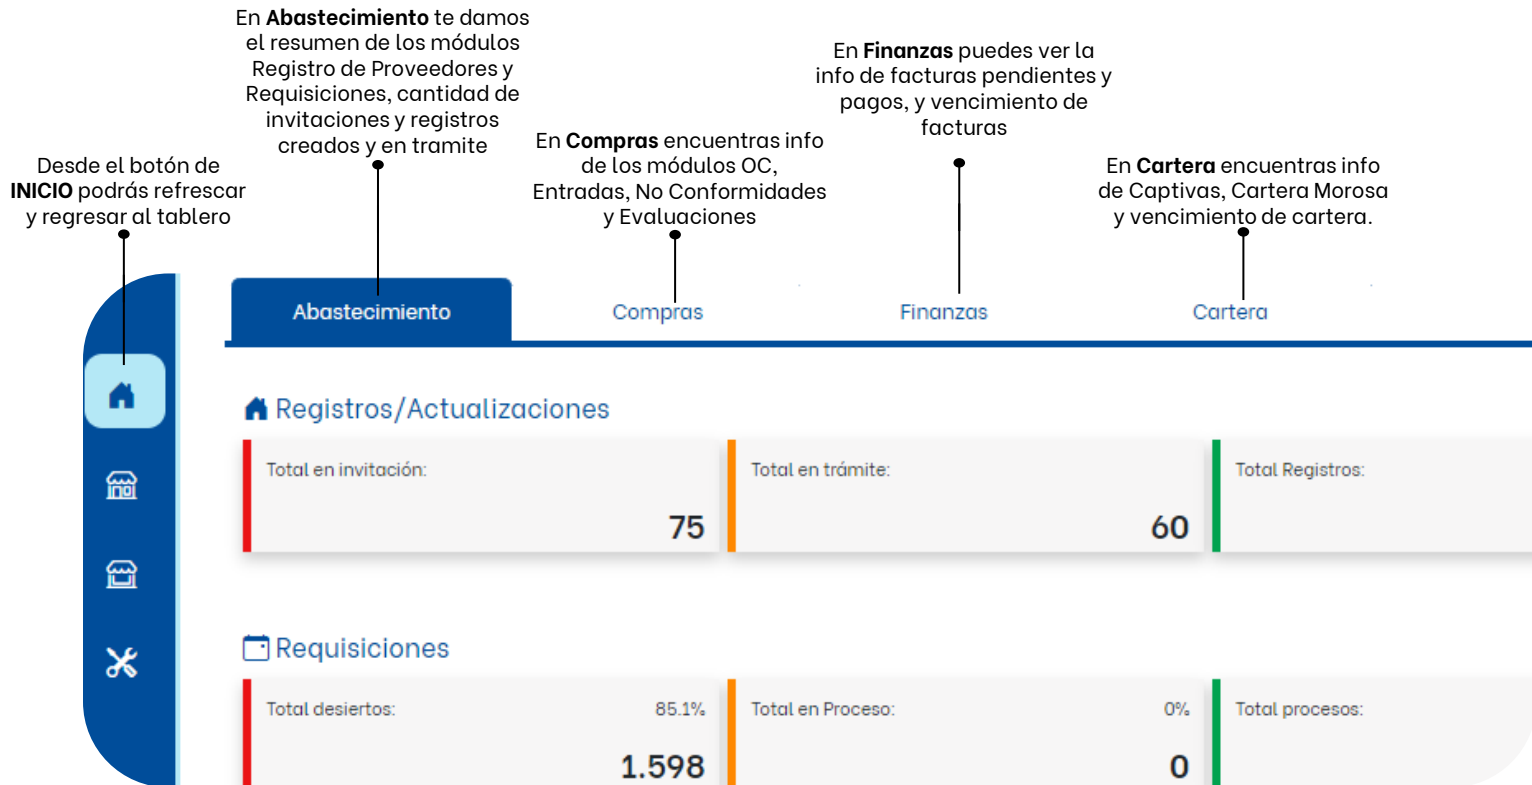 En Abastecimiento te damos
el resumen de los módulos
Registro de Proveedores y
Requisiciones, cantidad de
invitaciones y registros
creados y en tramite
En Finanzas puedes ver la
info de facturas pendientes y
pagos, y vencimiento de
facturas
En Compras encuentras info
de los módulos OC,
Entradas, No Conformidades
y Evaluaciones
Desde el botón de
INICIO podrás refrescar
y regresar al tablero
En Cartera encuentras info
de Captivas, Cartera Morosa
y vencimiento de cartera.
Abastecimiento
Compras
Finanzas
Cartera
Registros/Actualizaciones
Total en invitación:
75
Total en trámite:
60
Total Registros:
Requisiciones
Total desiertos:
85.1%
1.598
Total en Proceso:
0%
0
Total procesos: